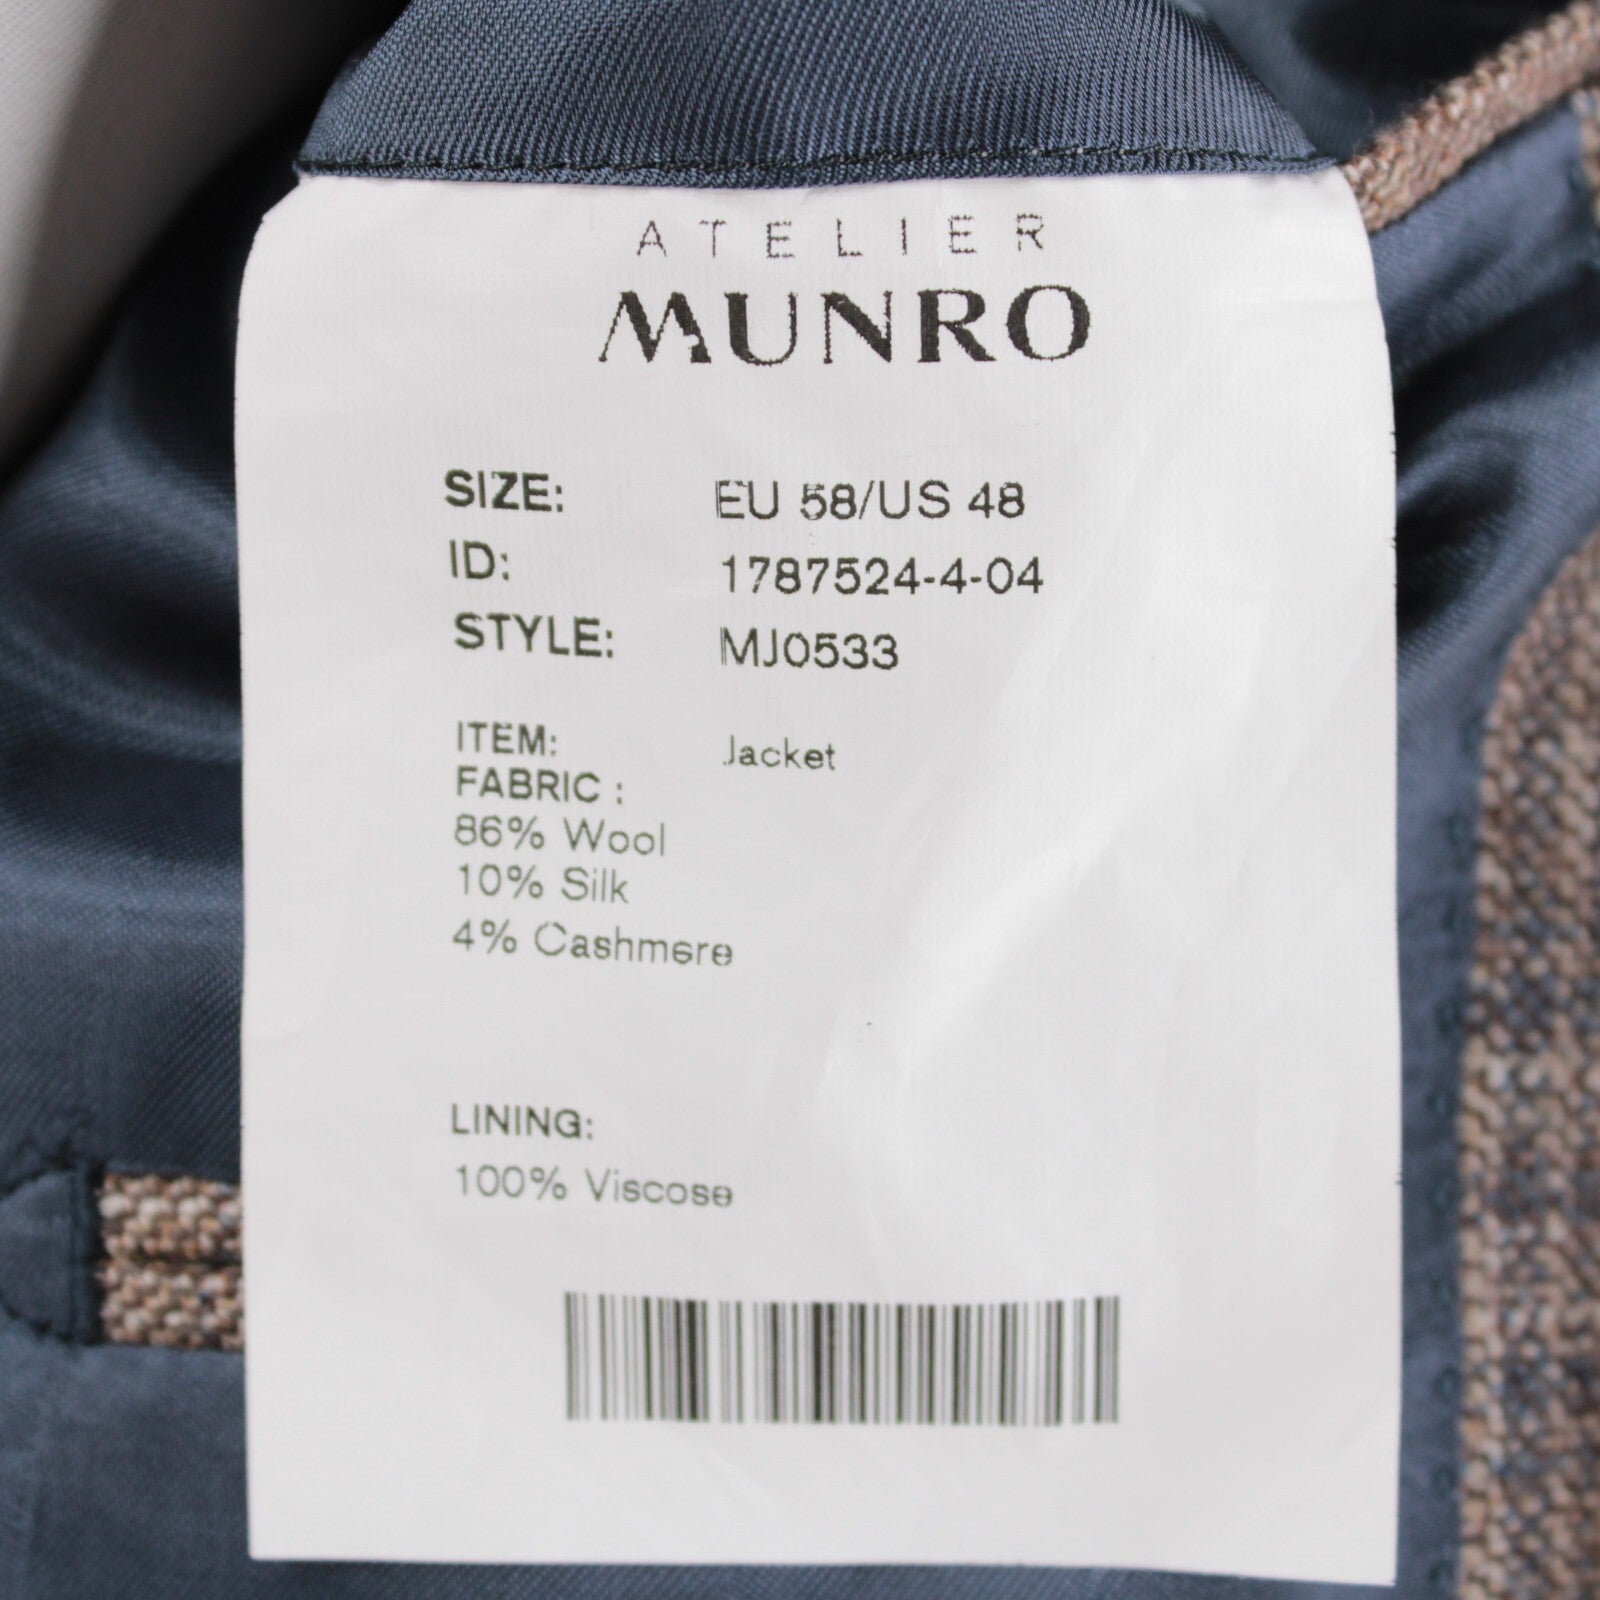 ATELIER
MUNRO
SIZE: EU 58/US 48
ID: 1787524-4-04
STYLE: MJ0533
ITEM: Jacket
FABRIC :
86% Wool
10% Silk
4% Cashmere
LINING:
100% Viscose